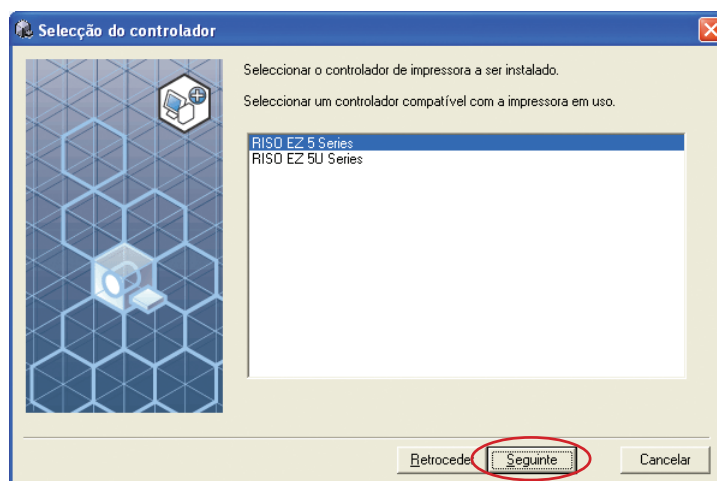 Selecção do controlador
Seleccionar o controlador de impressora a ser instalado.
Seleccionar um controlador compatível com a impressora em uso.
RISO EZ 5 Series
RISO EZ 5U Series
Retrocede Seguinte Cancelar